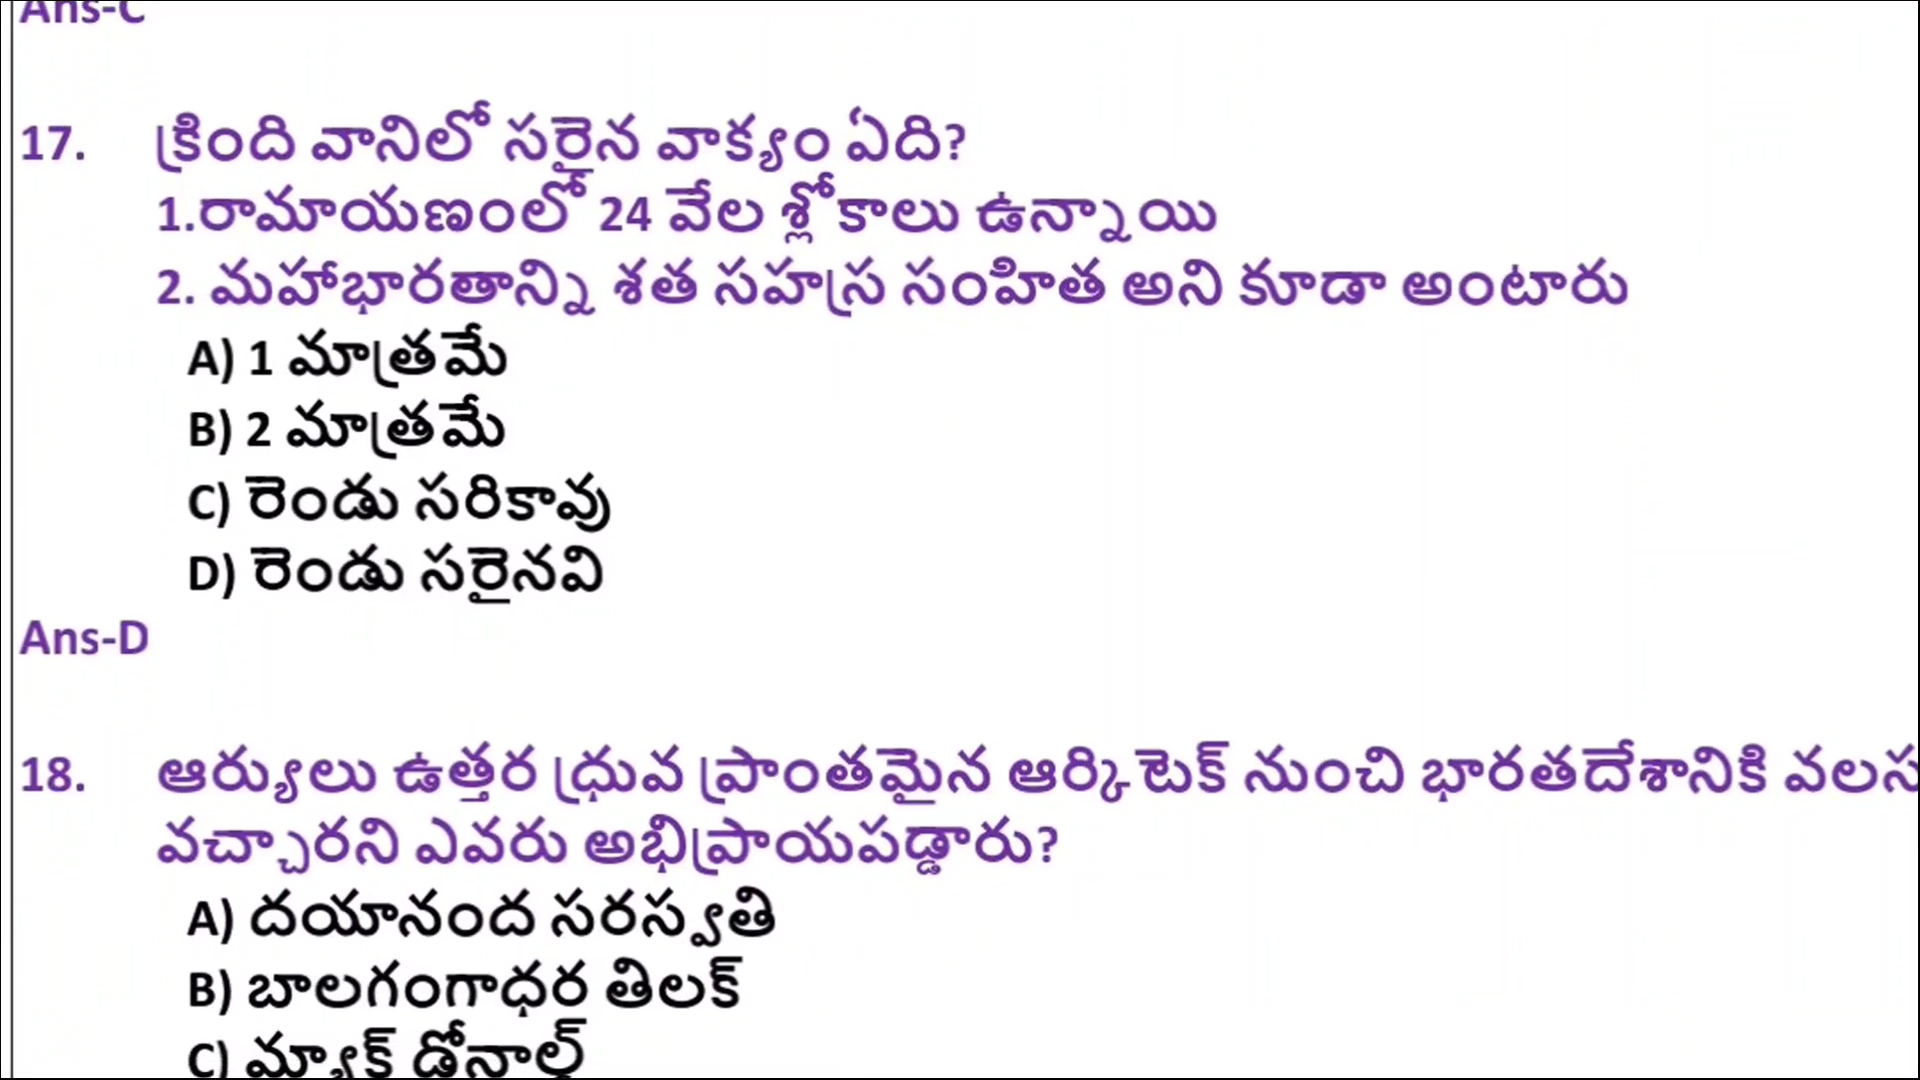 Ans-C
17. క్రింది వానిలో సరైన వాక్యం ఏది?
1.రామాయణంలో 24 వేల శ్లోకాలు ఉన్నాయి
2. మహాభారతాన్ని శత సహస్ర సంహిత అని కూడా అంటారు
A) 1 మాత్రమే
B) 2 మాత్రమే
C) రెండు సరికావు
D) రెండు సరైనవి
Ans-D
18. ఆర్యులు ఉత్తర ధ్రువ ప్రాంతమైన ఆర్కిటెక్ నుంచి భారతదేశానికి వలస
వచ్చారని ఎవరు అభిప్రాయపడ్డారు?
A) దయానంద సరస్వతి
B) బాలగంగాధర తిలక్
C) మ్యాక్ డోనాల్డ్